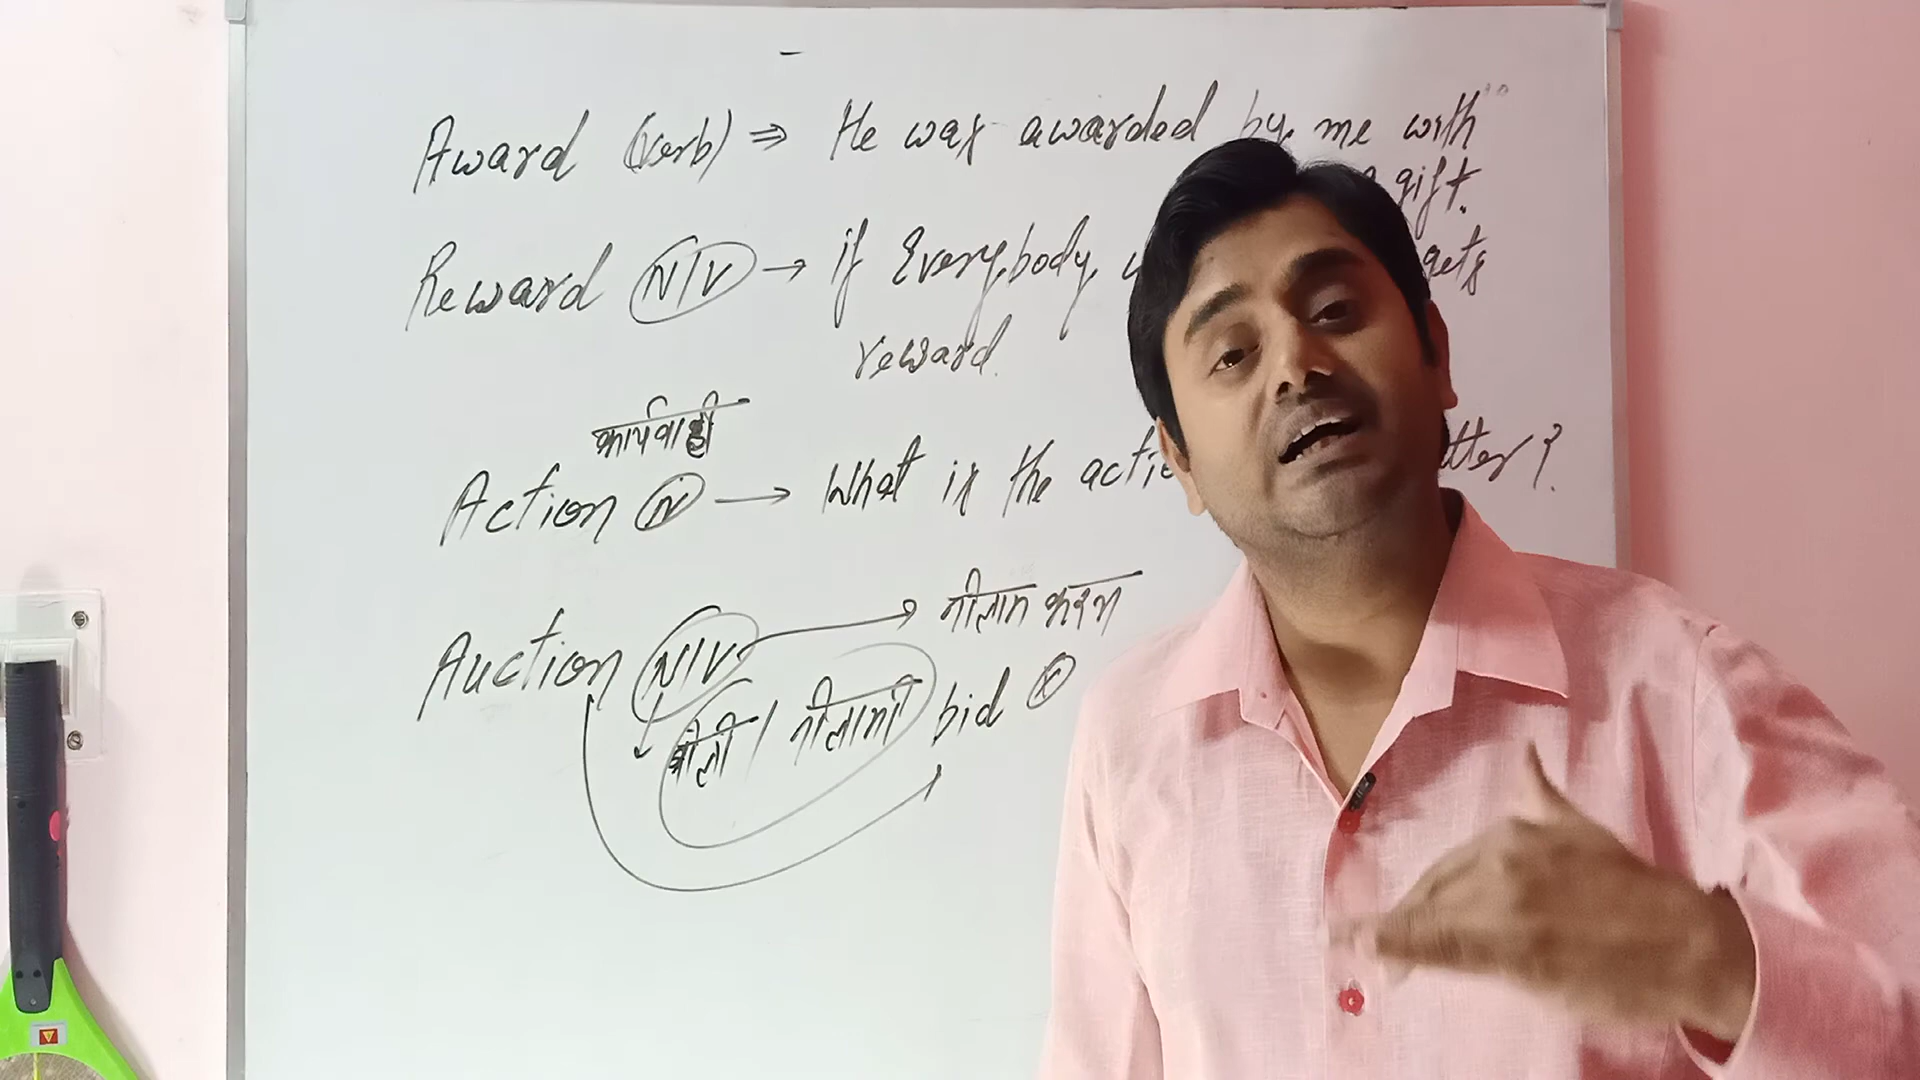 Award (verb) ⇒ He was awarded by me with
gift.
Reward (N/V) → if Everybody gets
reward.
कार्यवाही
Action (N) → What is the tter?
Auction (N/V) → नीलाम करना
बोली / नीलामी bid